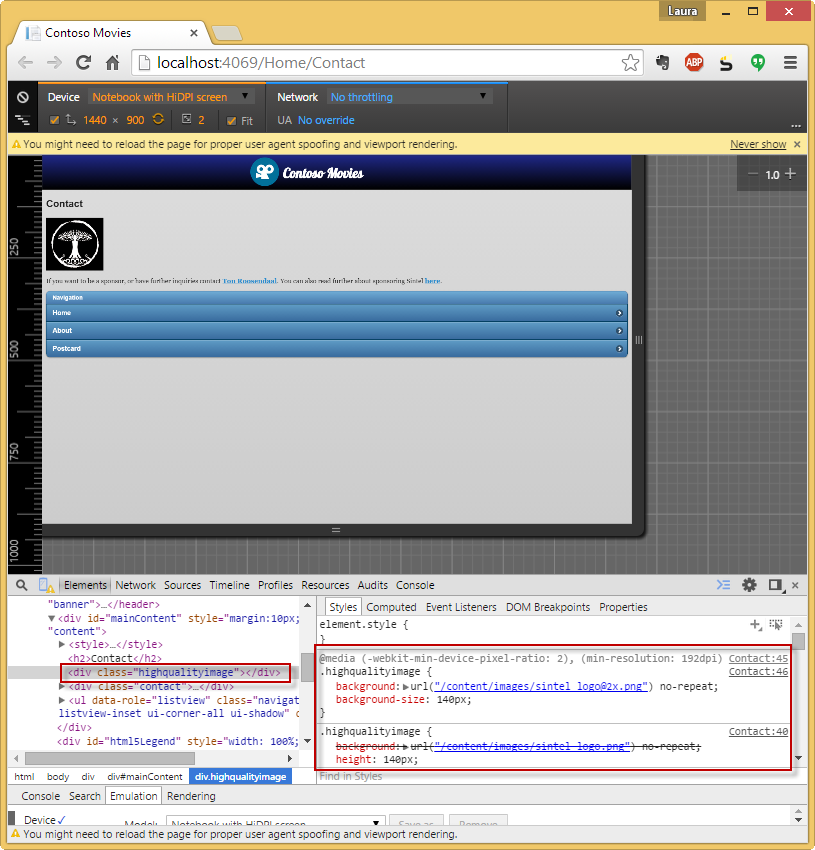 Laura
Contoso Movies
localhost:4069/Home/Contact
ABP
Device Notebook with HiDPI screen Network No throttling
1440 × 900 2 Fit UA No override
...
You might need to reload the page for proper user agent spoofing and viewport rendering. Never show ×
Contoso Movies
1.0
Contact
250
If you want to be a sponsor, or have further inquiries contact Ton Roosendaal. You can also read further about sponsoring Sintel here.
Navigation
Home
About
Postcard
500
750
1000
Elements Network Sources Timeline Profiles Resources Audits Console
"banner">…</header>
<div id="mainContent" style="margin:10px;"
"content">
<style>…</style>
<h2>Contact</h2>
<div class="highqualityimage"></div>
<div class="contact">…</div>
<ul data-role="listview" class="navigat
listview-inset ui-corner-all ui-shadow"
</div>
<div id="html5Legend" style="width: 100%;
html body div div#mainContent div.highqualityimage
Styles Computed Event Listeners DOM Breakpoints Properties
element.style {
}
@media (-webkit-min-device-pixel-ratio: 2), (min-resolution: 192dpi) Contact:45
.highqualityimage { Contact:46
background: url("/content/images/sintel_logo@2x.png") no-repeat;
background-size: 140px;
}
.highqualityimage { Contact:40
background: url("/content/images/sintel_logo.png") no-repeat;
height: 140px;
Find in Styles
Console Search Emulation Rendering
Device ✓ Model: Notebook with HiDPI screen Save as Remove
You might need to reload the page for proper user agent spoofing and viewport rendering.